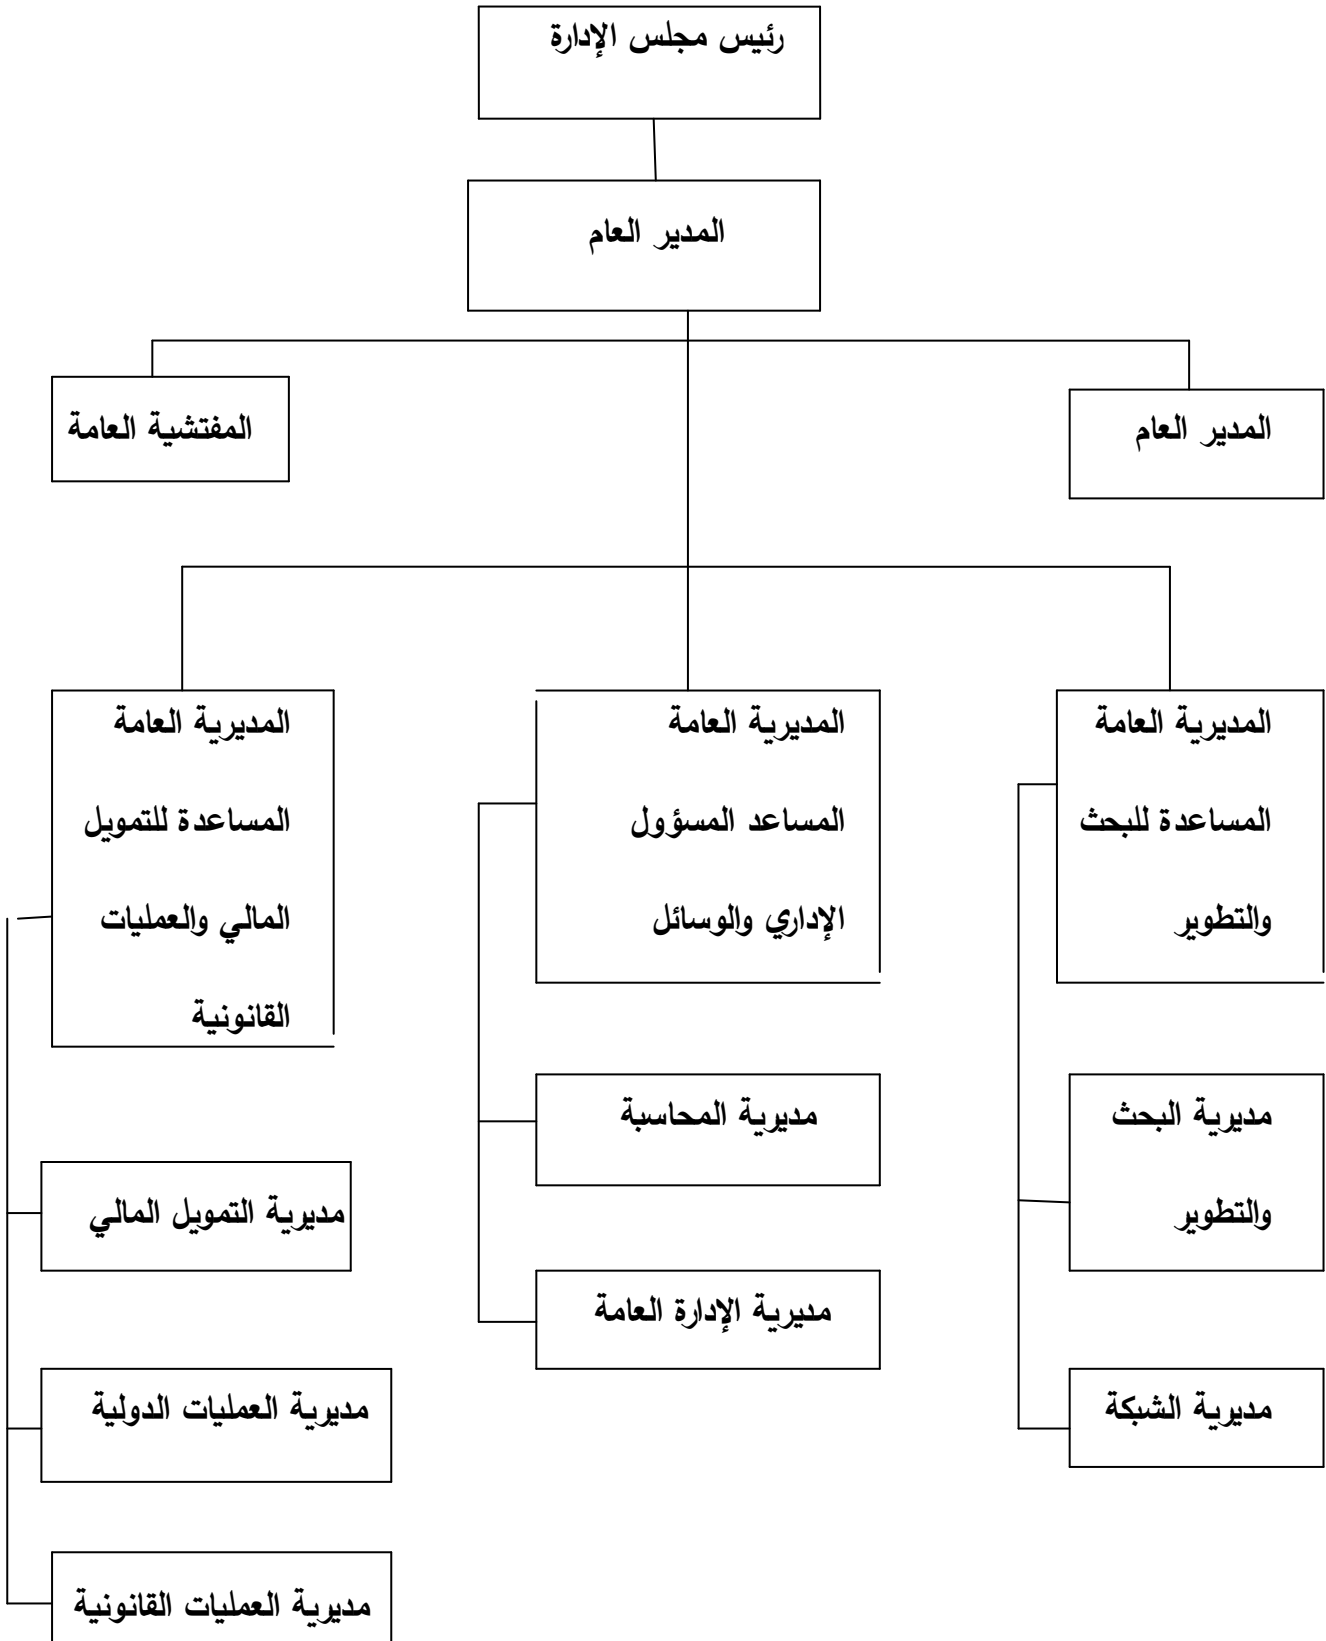 رئيس مجلس الإدارة
المدير العام
المدير العام
المفتشية العامة
المديرية العامة
المساعدة للبحث
والتطوير
المديرية العامة
المساعد المسؤول
الإداري والوسائل
المديرية العامة
المساعدة للتمويل
المالي والعمليات
القانونية
مديرية البحث
والتطوير
مديرية الشبكة
مديرية المحاسبة
مديرية الإدارة العامة
مديرية التمويل المالي
مديرية العمليات الدولية
مديرية العمليات القانونية